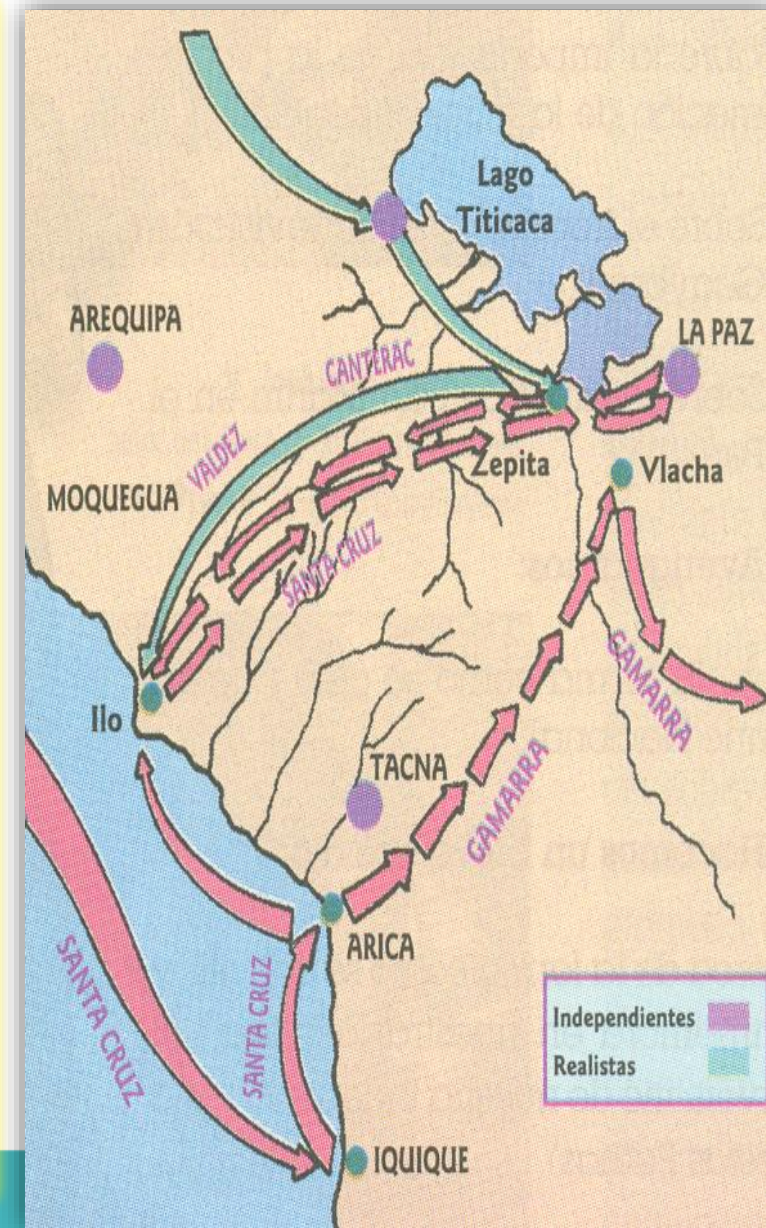 Lago
Titicaca
AREQUIPA
LA PAZ
CANTERAC
VALDEZ
Zepita
Vlacha
MOQUEGUA
SANTA CRUZ
GAMARRA
Ilo
TACNA
GAMARRA
ARICA
SANTA CRUZ
SANTA CRUZ
Independientes
Realistas
IQUIQUE